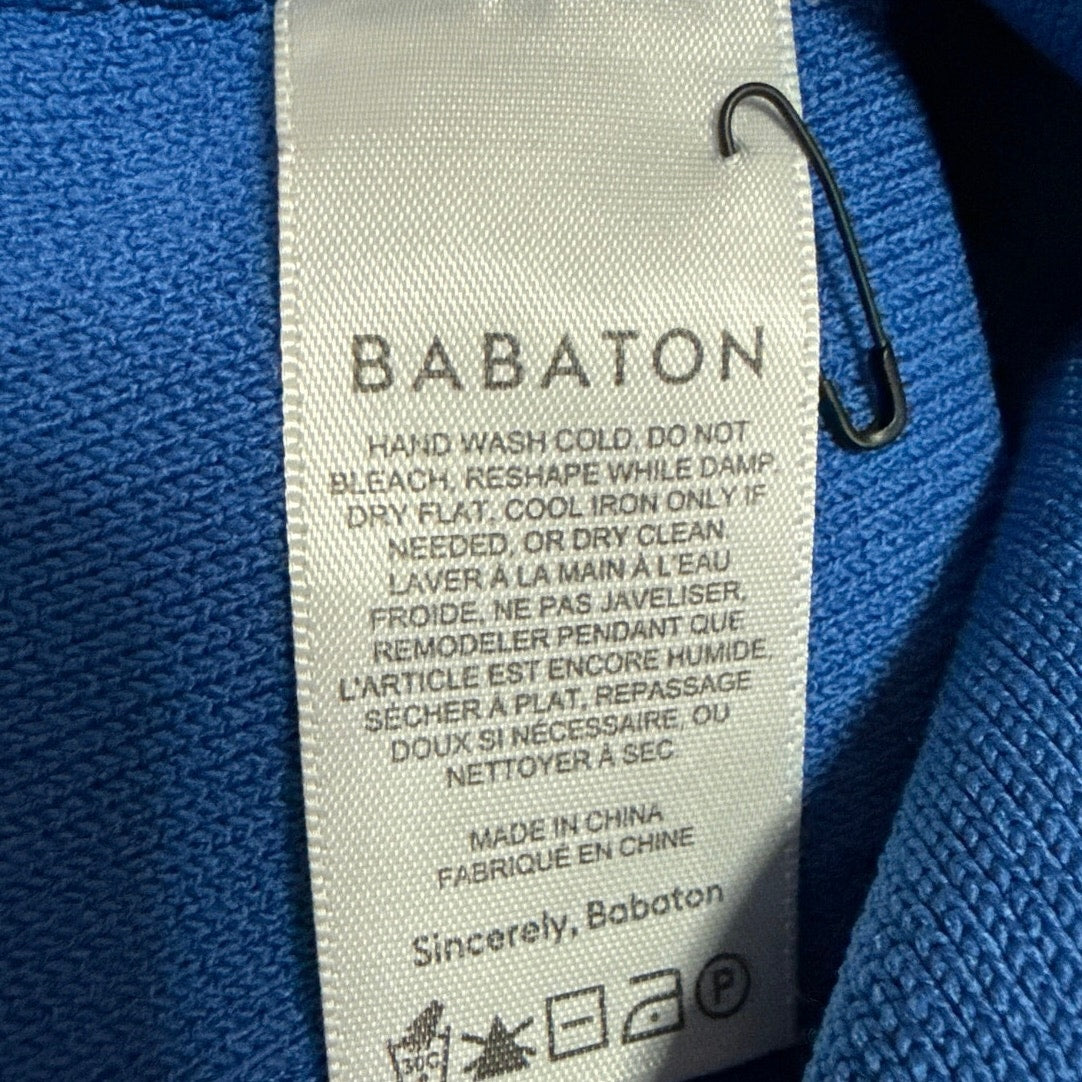 BABATON
HAND WASH COLD, DO NOT
BLEACH, RESHAPE WHILE DAMP.
DRY FLAT, COOL IRON ONLY IF
NEEDED, OR DRY CLEAN
LAVER À LA MAIN À L'EAU
FROIDE, NE PAS JAVELISER,
REMODELER PENDANT QUE
L'ARTICLE EST ENCORE HUMIDE,
SÉCHER À PLAT, REPASSAGE
DOUX SI NÉCESSAIRE, OU
NETTOYER À SEC.
MADE IN CHINA
FABRIQUÉ EN CHINE
Sincerely, Babaton
30C P